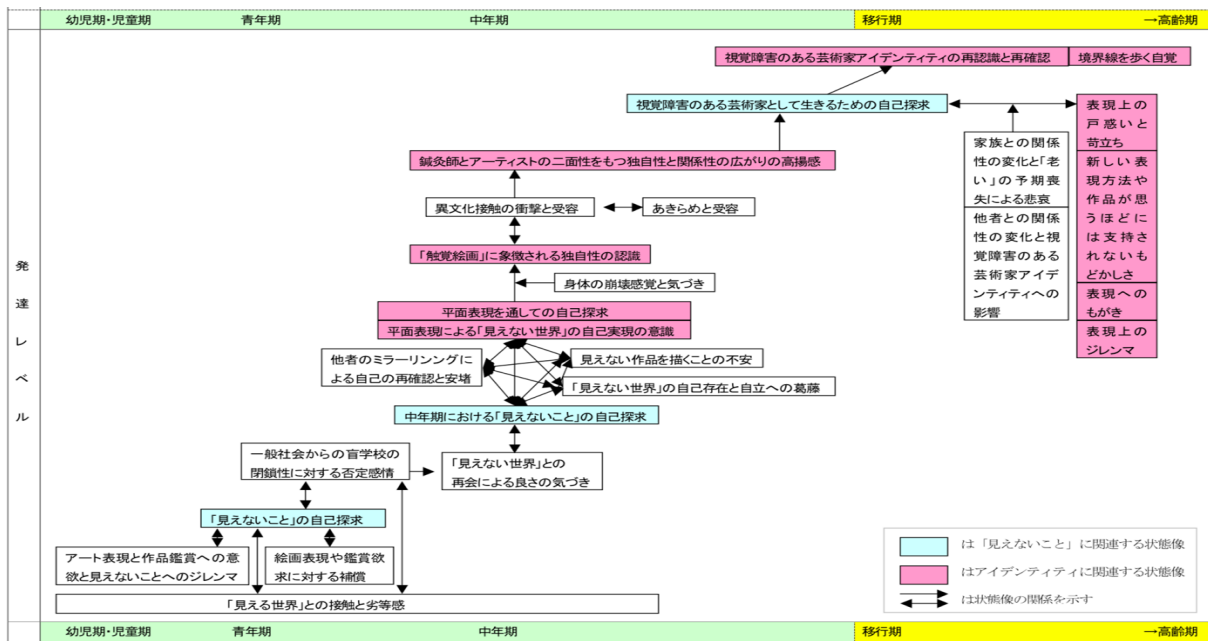 幼児期・児童期 青年期 中年期 移行期 →高齢期
視覚障害のある芸術家アイデンティティの再認識と再確認 境界線を歩く自覚
視覚障害のある芸術家として生きるための自己探求
表現上の
戸惑いと
苛立ち
新しい表
現方法や
作品が思
うほどに
は支持さ
れないも
どかしさ
表現への
もがき
表現上の
ジレンマ
家族との関係
性の変化と「老
い」の予期喪
失による悲哀
他者との関係
性の変化と視
覚障害のある
芸術家アイデ
ンティティへの
影響
鍼灸師とアーティストの二面性をもつ独自性と関係性の広がりの高揚感
異文化接触の衝撃と受容
あきらめと受容
「触覚絵画」に象徴される独自性の認識
身体の崩壊感覚と気づき
平面表現を通しての自己探求
平面表現による「見えない世界」の自己実現の意識
他者のミラーリンングに
よる自己の再確認と安堵
見えない作品を描くことの不安
「見えない世界」の自己存在と自立への葛藤
中年期における「見えないこと」の自己探求
一般社会からの盲学校の
閉鎖性に対する否定感情
「見えない世界」との
再会による良さの気づき
「見えないこと」の自己探求
アート表現と作品鑑賞への意
欲と見えないことへのジレンマ
絵画表現や鑑賞欲
求に対する補償
「見える世界」との接触と劣等感
発達レベル
は「見えないこと」に関連する状態像
はアイデンティティに関連する状態像
は状態像の関係を示す
幼児期・児童期 青年期 中年期 移行期 →高齢期